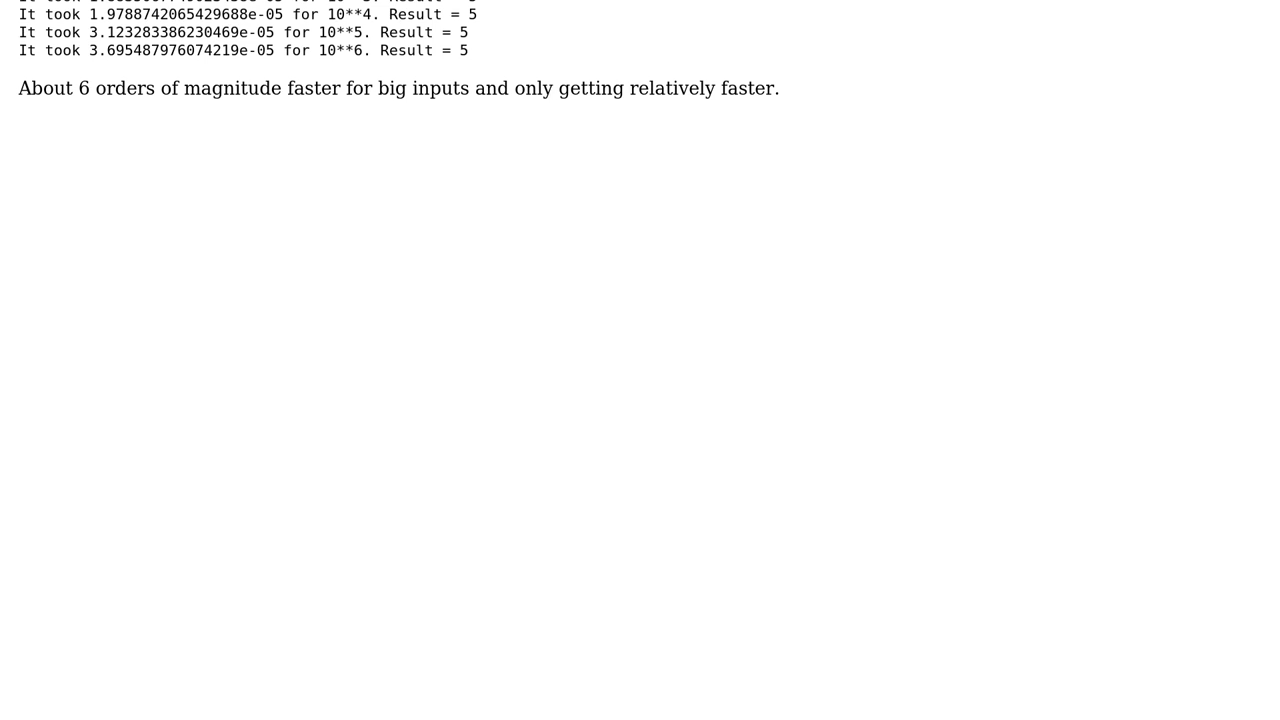 It took 1.9788742065429688e-05 for 10**4. Result = 5
It took 3.123283386230469e-05 for 10**5. Result = 5
It took 3.695487976074219e-05 for 10**6. Result = 5
About 6 orders of magnitude faster for big inputs and only getting relatively faster.